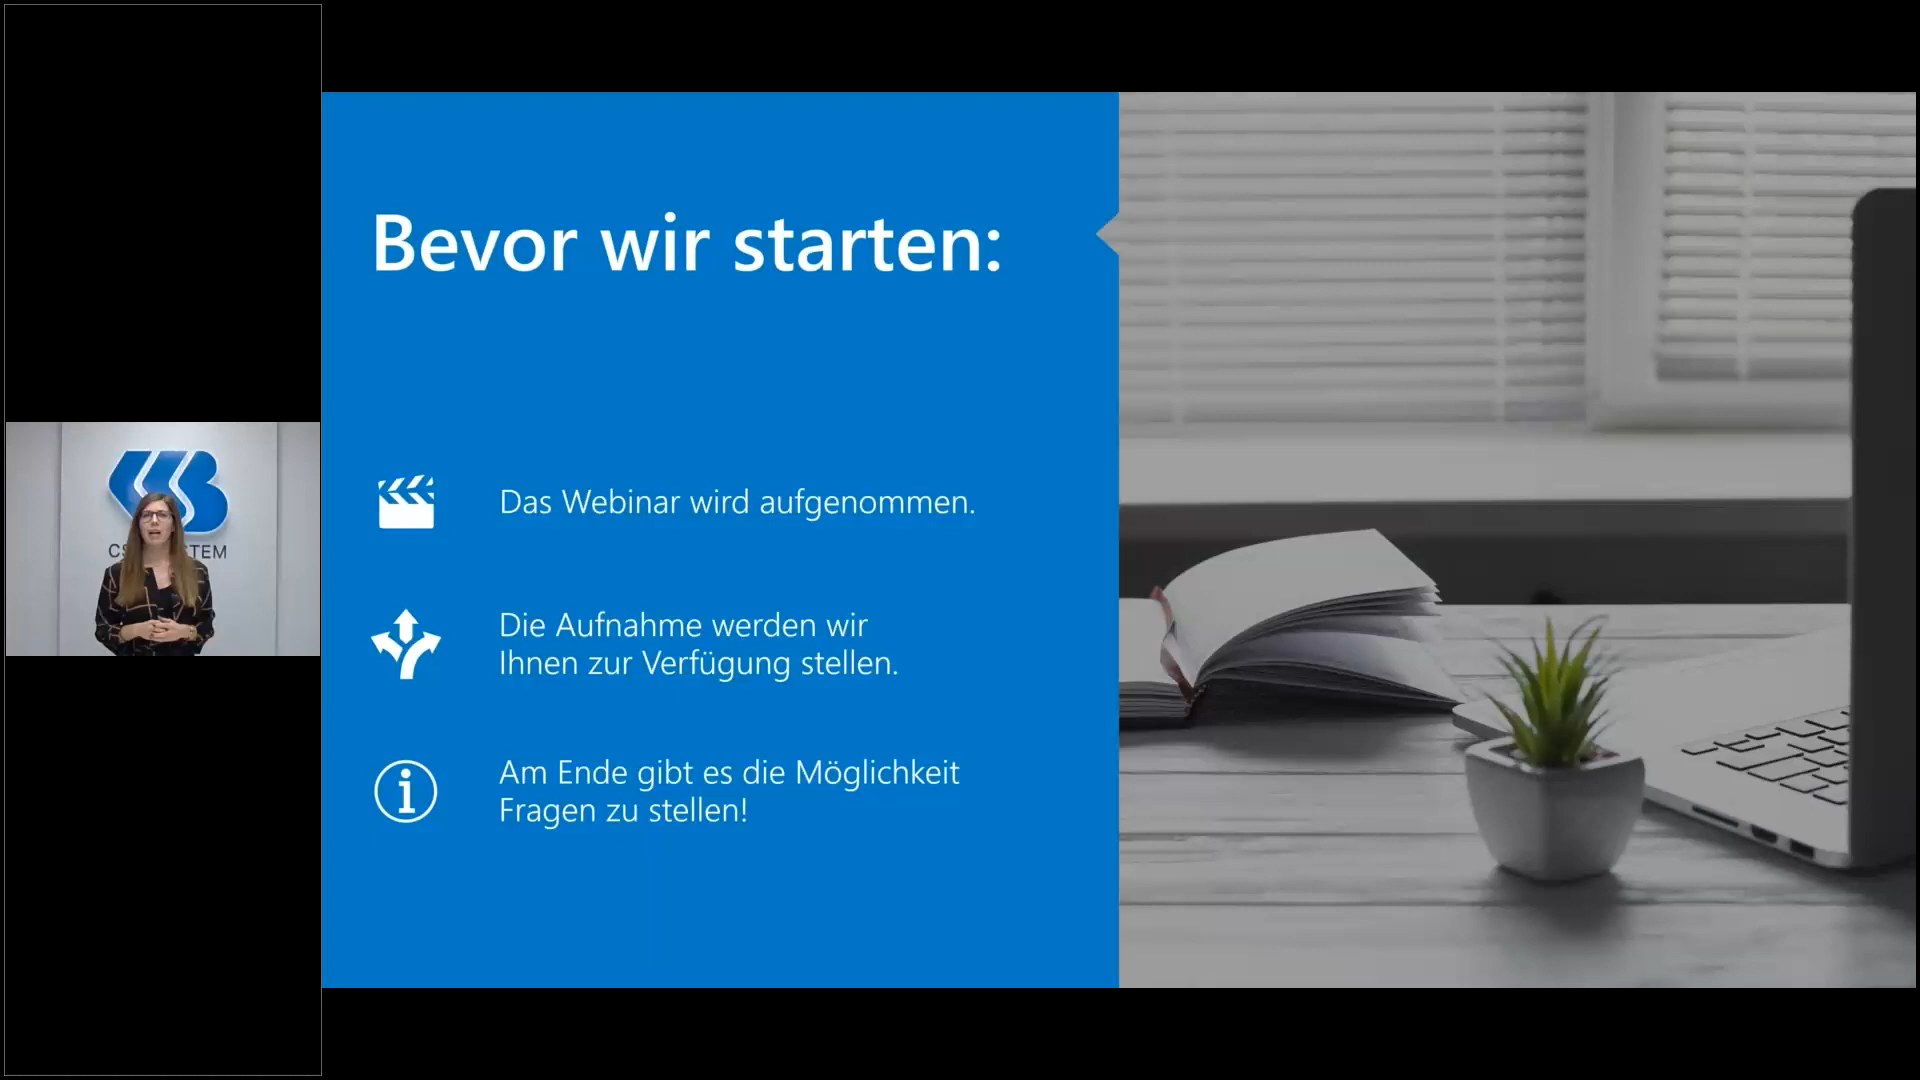 Bevor wir starten:
Das Webinar wird aufgenommen.
Die Aufnahme werden wir
Ihnen zur Verfügung stellen.
Am Ende gibt es die Möglichkeit
Fragen zu stellen!
CSB